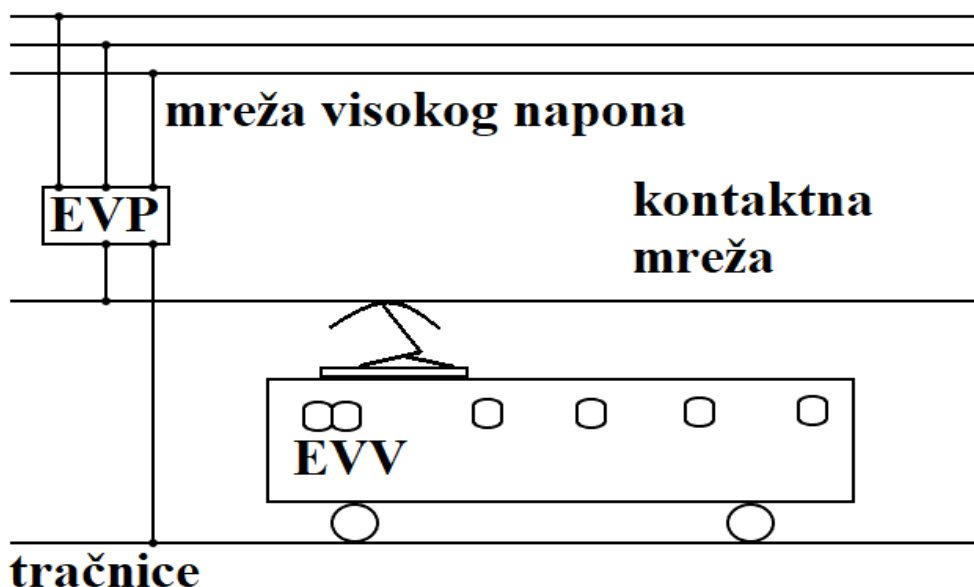 mreža visokog napona
EVP
kontaktna
mreža
EVV
tračnice